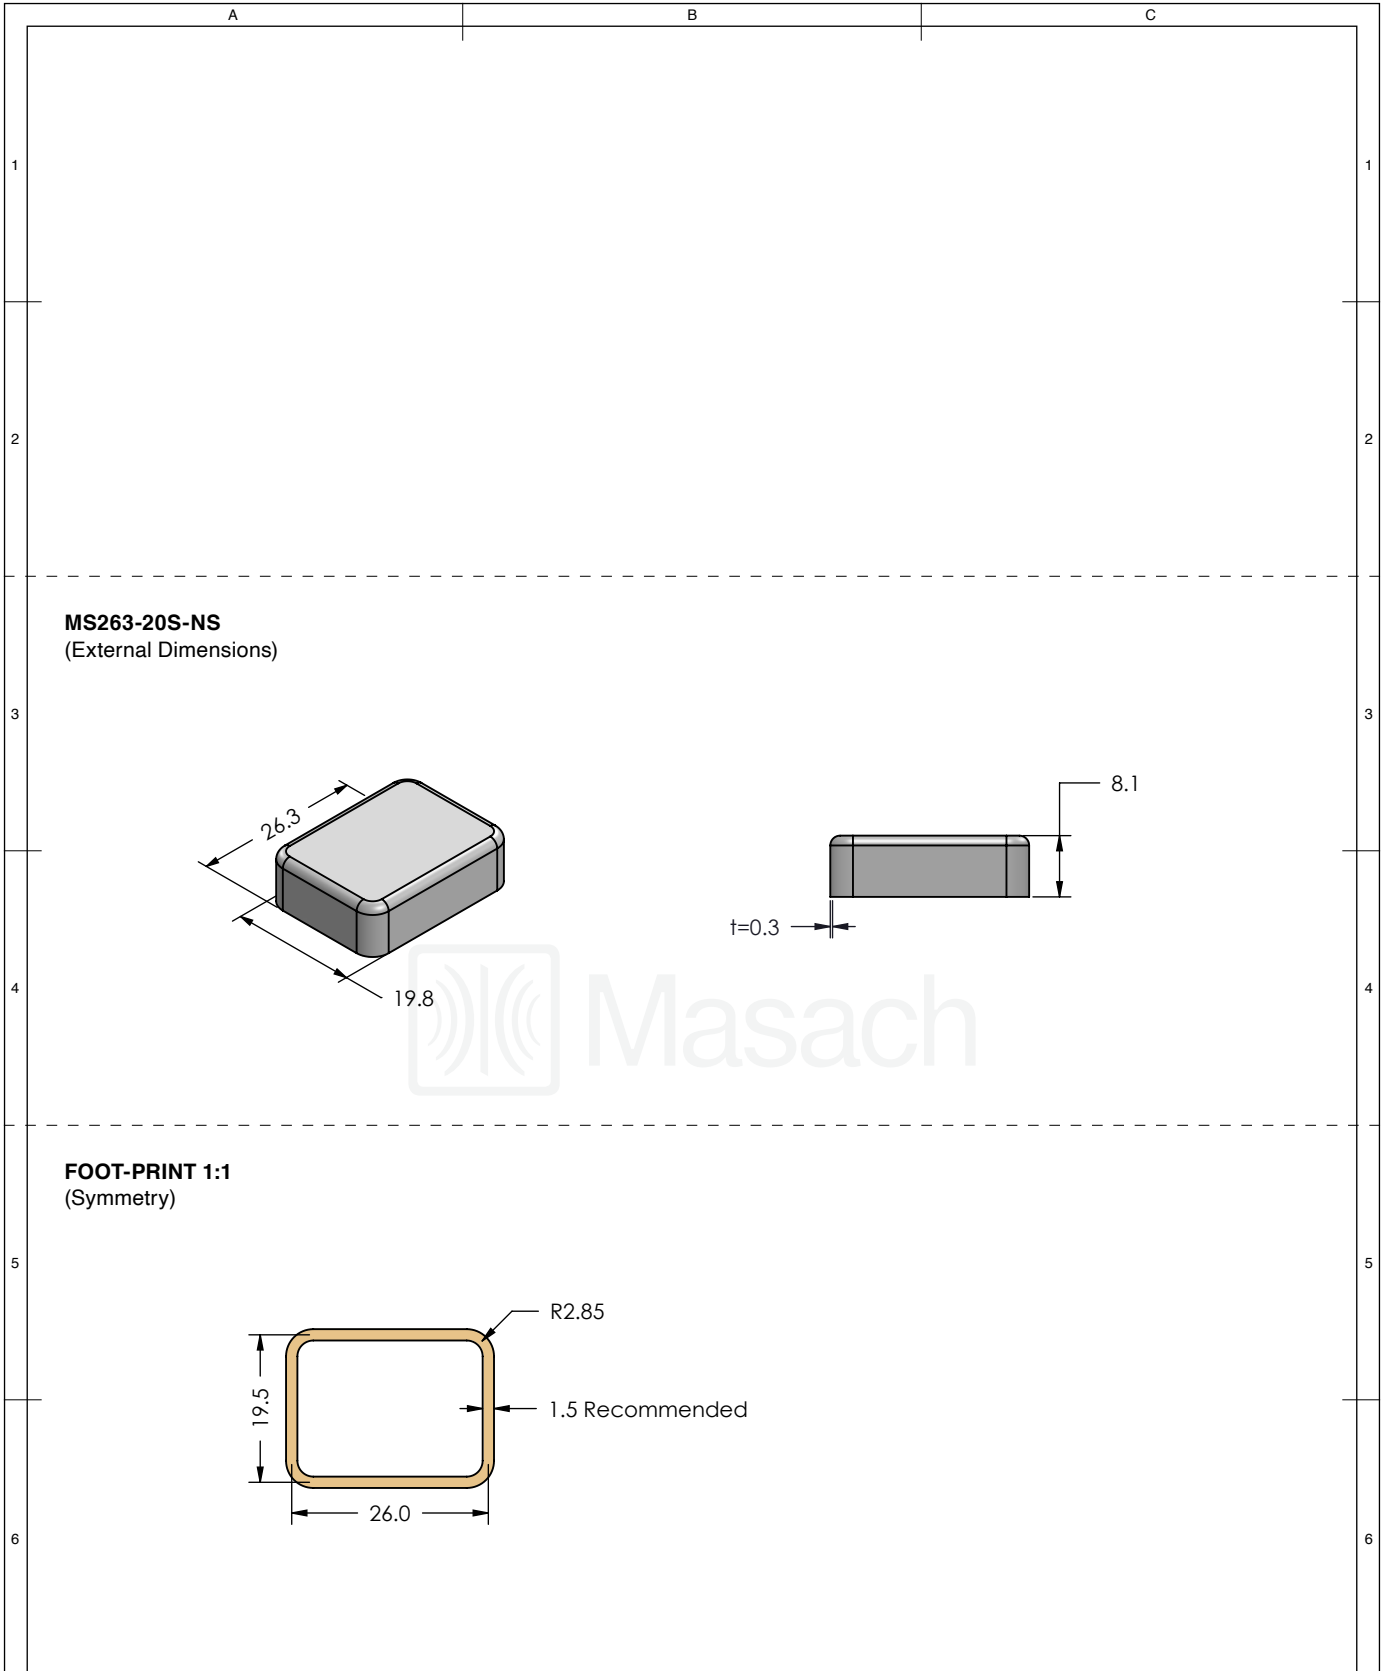 A B C
1 1
2 2
MS263-20S-NS
(External Dimensions)
3 3
8.1
26.3
t=0.3
4 4
19.8
Masach
FOOT-PRINT 1:1
(Symmetry)
5 5
R2.85
19.5
1.5 Recommended
26.0
6 6